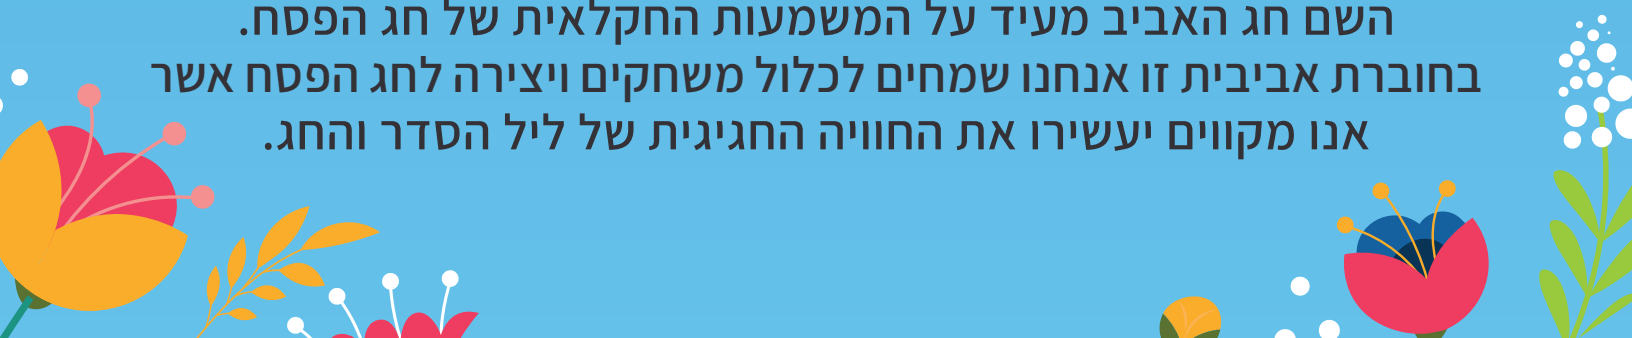 השם חג האביב מעיד על המשמעות החקלאית של חג הפסח.
בחוברת אביבית זו אנחנו שמחים לכלול משחקים ויצירה לחג הפסח אשר
אנו מקווים יעשירו את החוויה החגיגית של ליל הסדר והחג.